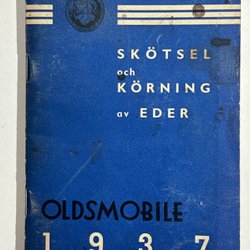 SKÖTSEL
och
KÖRNING
av EDER
OLDSMOBILE
1937